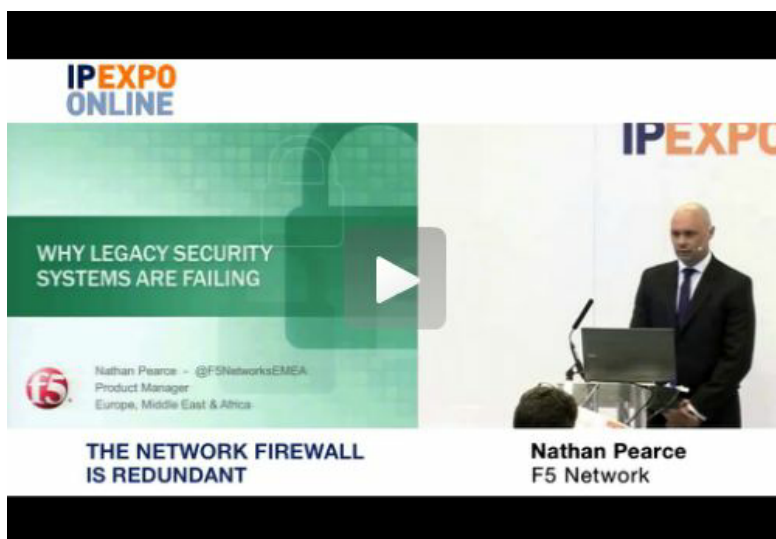 IPEXPO
ONLINE
IPEXPO
WHY LEGACY SECURITY
SYSTEMS ARE FAILING
f5
Nathan Pearce - @F5NetworksEMEA
Product Manager
Europe, Middle East & Africa
THE NETWORK FIREWALL
IS REDUNDANT
Nathan Pearce
F5 Network